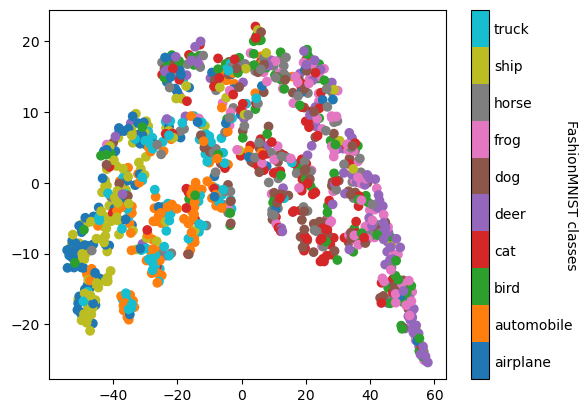 20
10
0
−10
−20
−40
−20
0
20
40
60
truck
ship
horse
frog
dog
deer
cat
bird
automobile
airplane
FashionMNIST classes